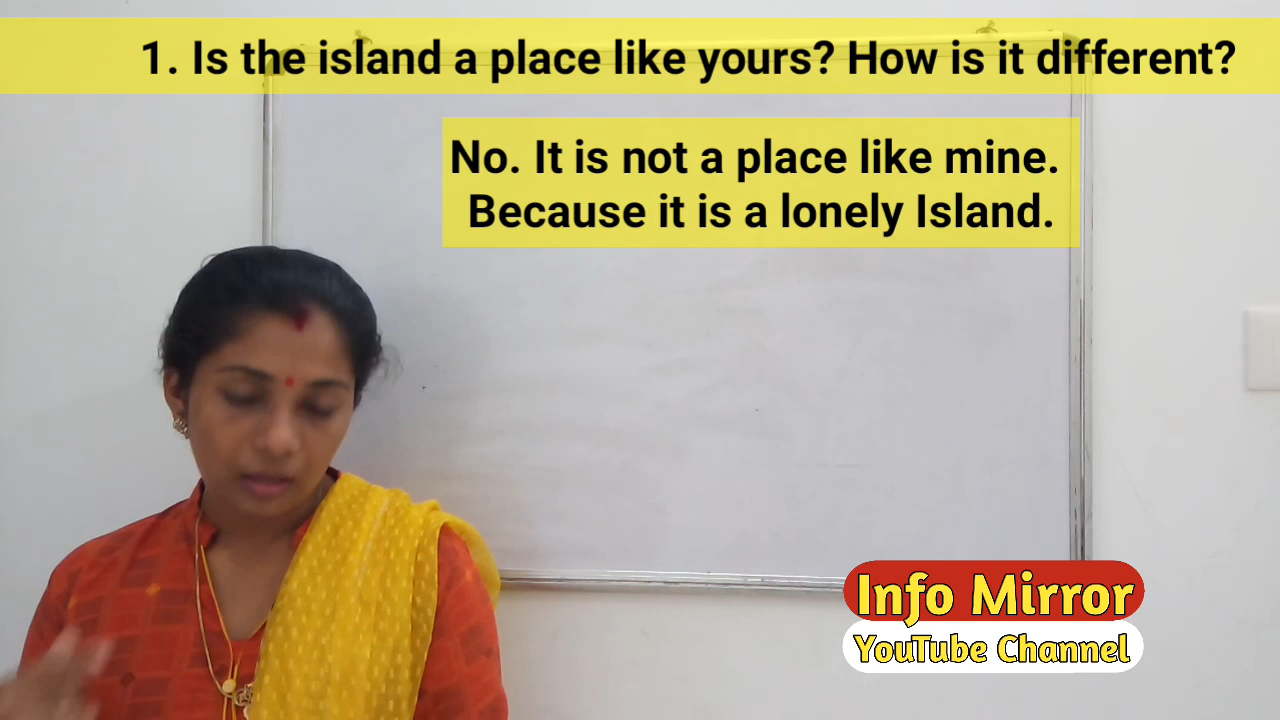 1. Is the island a place like yours? How is it different?
No. It is not a place like mine.
Because it is a lonely Island.
Info Mirror
YouTube Channel